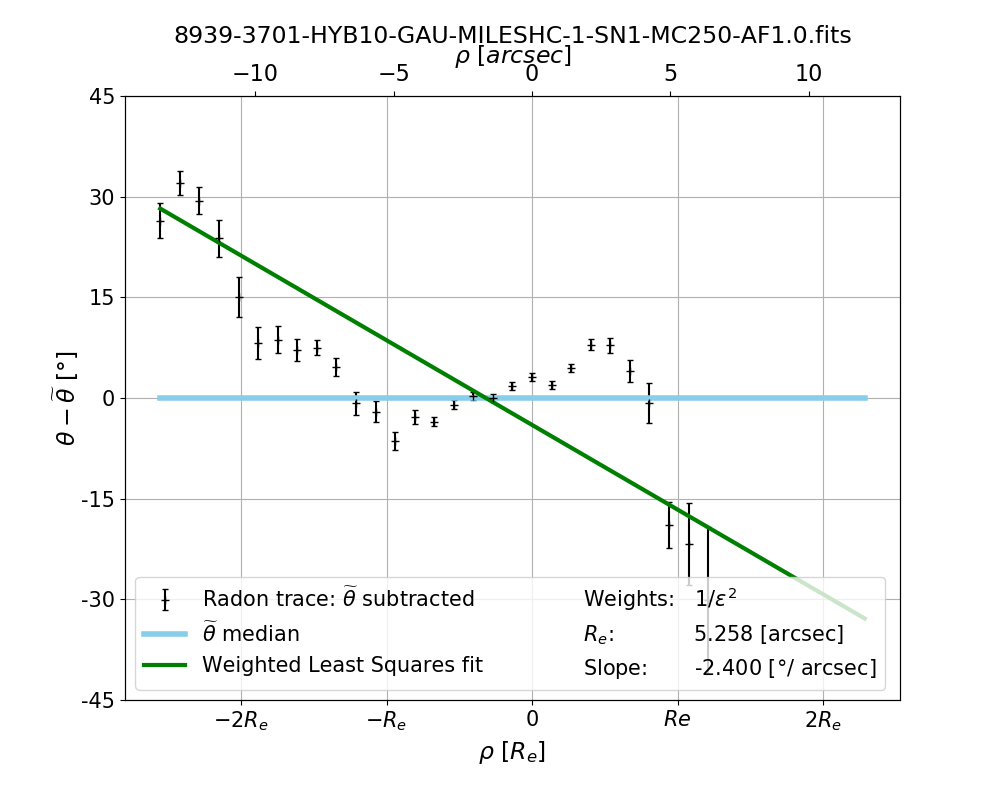 8939-3701-HYB10-GAU-MILESHC-1-SN1-MC250-AF1.0.fits
ρ [arcsec]
−10 −5 0 5 10
45
30
15
0
-15
-30
-45
θ − θ̃ [°]
Radon trace: θ̃ subtracted
θ̃ median
Weighted Least Squares fit
Weights: 1/ε²
Rₑ: 5.258 [arcsec]
Slope: -2.400 [°/ arcsec]
−2Rₑ −Rₑ 0 Re 2Rₑ
ρ [Rₑ]